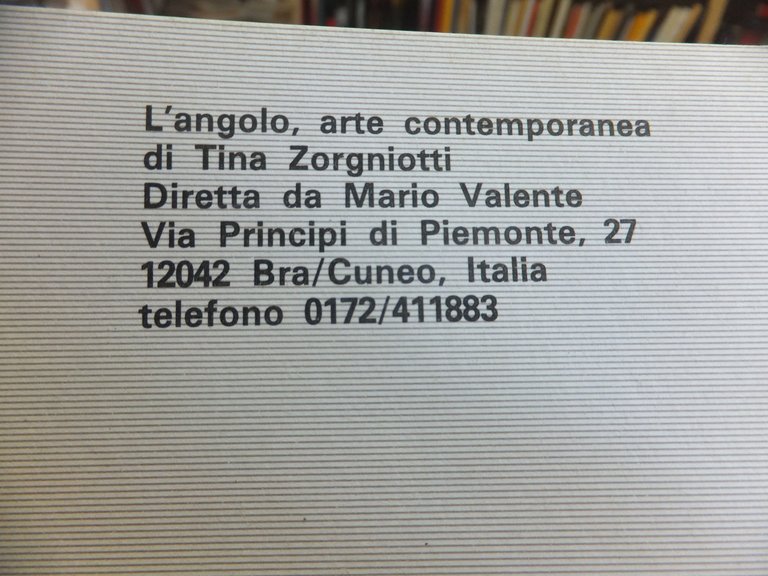 L'angolo, arte contemporanea
di Tina Zorgniotti
Diretta da Mario Valente
Via Principi di Piemonte, 27
12042 Bra/Cuneo, Italia
telefono 0172/411883